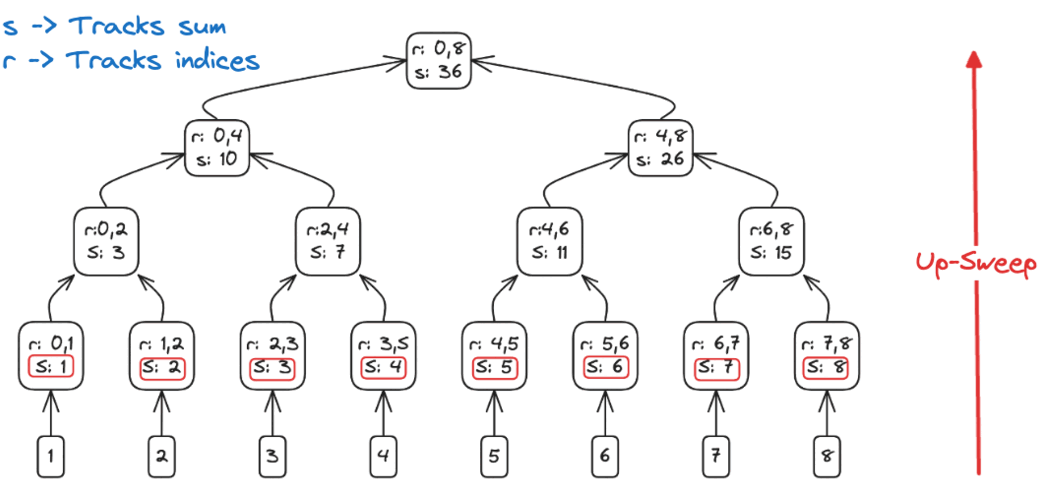 s -> Tracks sum
r -> Tracks indices
r: 0,8
s: 36
r: 0,4
s: 10
r: 4,8
s: 26
r:0,2
S: 3
r:2,4
S: 7
r:4,6
S: 11
r:6,8
S: 15
Up-Sweep
r: 0,1
S: 1
r: 1,2
S: 2
r: 2,3
S: 3
r: 3,5
S: 4
r: 4,5
S: 5
r: 5,6
S: 6
r: 6,7
S: 7
r: 7,8
S: 8
1
2
3
4
5
6
7
8